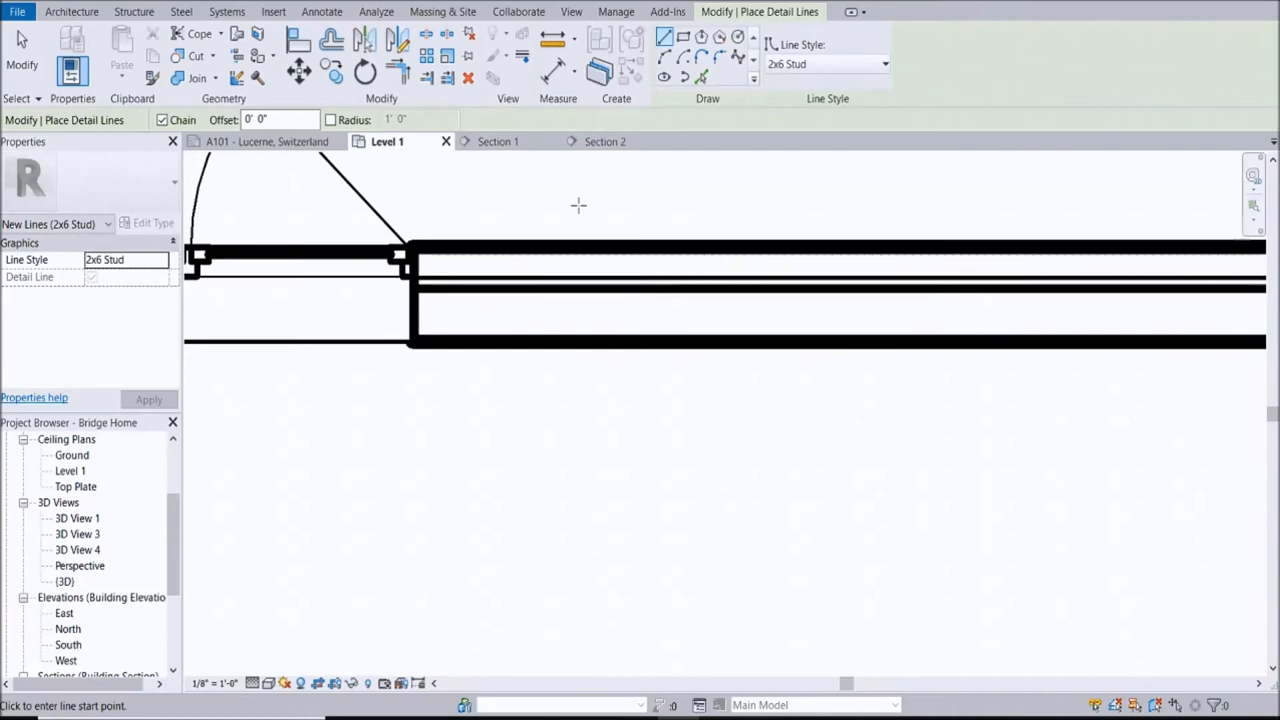 File Architecture Structure Steel Systems Insert Annotate Analyze Massing & Site Collaborate View Manage Add-Ins Modify | Place Detail Lines
Modify
Paste
Cope
Cut
Join
Line Style:
2x6 Stud
Select Properties Clipboard Geometry Modify View Measure Create Draw Line Style
Modify | Place Detail Lines Chain Offset: 0' 0" Radius: 1' 0"
Properties A101 - Lucerne, Switzerland Level 1 Section 1 Section 2
R
New Lines (2x6 Stud) Edit Type
Graphics
Line Style 2x6 Stud
Detail Line
Properties help Apply
Project Browser - Bridge Home
Ceiling Plans
Ground
Level 1
Top Plate
3D Views
3D View 1
3D View 3
3D View 4
Perspective
{3D}
Elevations (Building Elevatio
East
North
South
West
Sections (Building Section)
1/8" = 1'-0"
Click to enter line start point. :0 Main Model :0